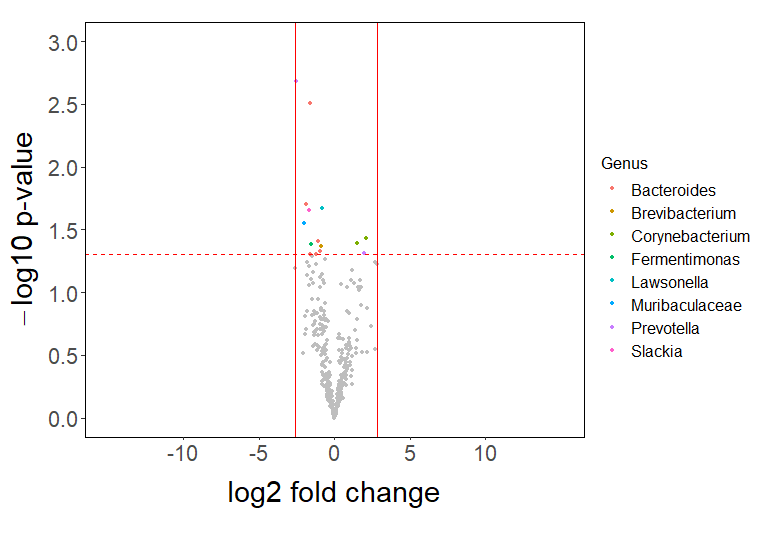 3.0
2.5
2.0
1.5
1.0
0.5
0.0
− log10 p-value
-10 -5 0 5 10
log2 fold change
Genus
Bacteroides
Brevibacterium
Corynebacterium
Fermentimonas
Lawsonella
Muribaculaceae
Prevotella
Slackia